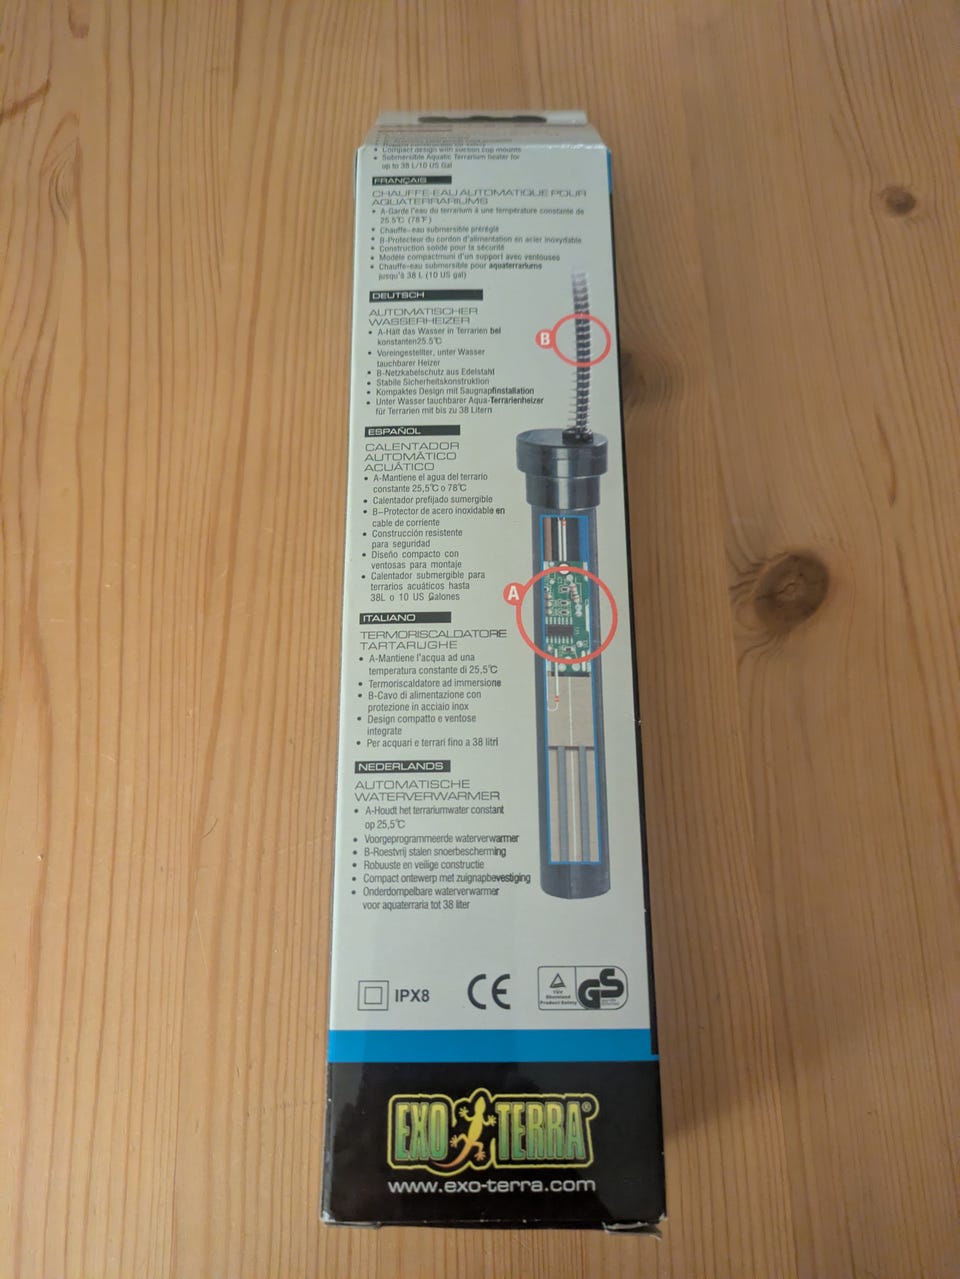 Compact design with suction cup mounts
Submersible Aquatic Terrarium heater for
up to 38 L/10 US Gal
FRANÇAIS
CHAUFFE-EAU AUTOMATIQUE POUR
AQUATERRARIUMS
A-Garde l'eau du terrarium à une température constante de
25.5°C (78°F)
Chauffe-eau submersible préréglé
B-Protecteur du cordon d'alimentation en acier inoxydable
Construction solide pour la sécurité
Modèle compactmuni d'un support avec ventouses
Chauffe-eau submersible pour aquaterrariums
jusqu'à 38 L (10 US gal)
DEUTSCH
AUTOMATISCHER
WASSERHEIZER
A-Hält das Wasser in Terrarien bei
konstanten25.5°C
Voreingestellter, unter Wasser
tauchbarer Heizer
B-Netzkabelschutz aus Edelstahl
Stabile Sicherheitskonstruktion
Kompaktes Design mit Saugnapfinstallation
Unter Wasser tauchbarer Aqua-Terrarienheizer
für Terrarien mit bis zu 38 Litern
ESPAÑOL
CALENTADOR
AUTOMÁTICO
ACUÁTICO
A-Mantiene el agua del terrario
constante 25,5°C o 78°C
Calentador prefijado sumergible
B-Protector de acero inoxidable en
cable de corriente
Construcción resistente
para seguridad
Diseño compacto con
ventosas para montaje
Calentador submergible para
terrarios acuáticos hasta
38L o 10 US Galones
ITALIANO
TERMORISCALDATORE
TARTARUGHE
A-Mantiene l'acqua ad una
temperatura constante di 25,5°C
Termoriscaldatore ad immersione
B-Cavo di alimentazione con
protezione in acciaio inox
Design compatto e ventose
integrate
Per acquari e terrari fino a 38 litri
NEDERLANDS
AUTOMATISCHE
WATERVERWARMER
A-Houdt het terrariumwater constant
op 25,5°C
Voorgeprogrammeerde waterverwarmer
B-Roestvrij stalen snoerbescherming
Robuuste en veilige constructie
Compact ontewerp met zuignapbevestiging
Onderdompelbare waterverwarmer
voor aquaterraria tot 38 liter
B
A
IPX8
CE
TÜV
Rheinland
Product Safety
GS
EXO TERRA®
www.exo-terra.com